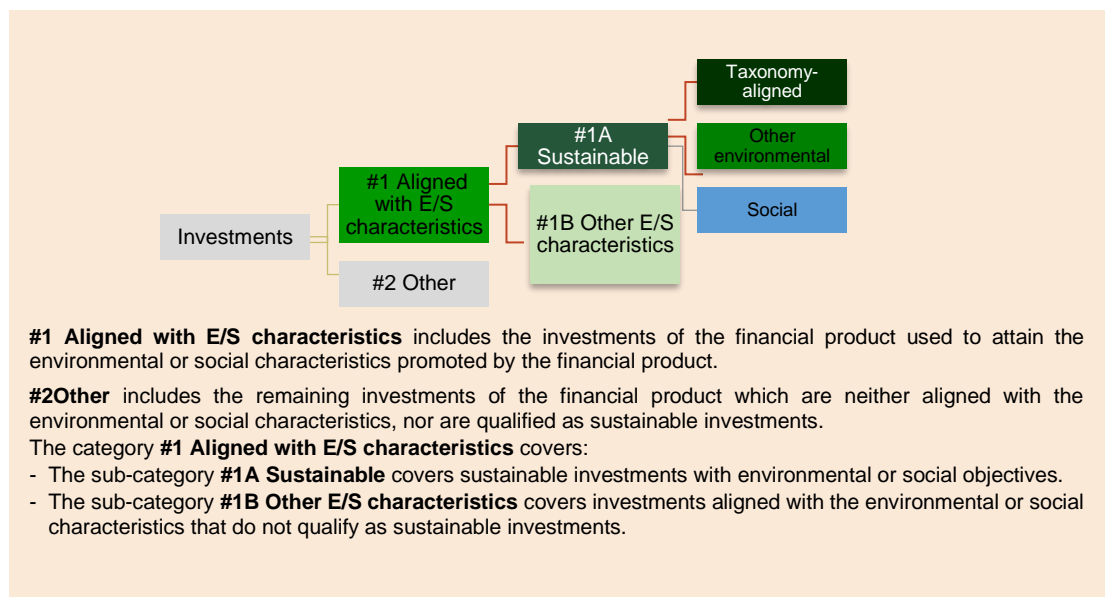 Taxonomy-
aligned
#1A
Sustainable
Other
environmental
#1 Aligned
with E/S
characteristics
Social
#1B Other E/S
characteristics
Investments
#2 Other
#1 Aligned with E/S characteristics includes the investments of the financial product used to attain the
environmental or social characteristics promoted by the financial product.
#2Other includes the remaining investments of the financial product which are neither aligned with the
environmental or social characteristics, nor are qualified as sustainable investments.
The category #1 Aligned with E/S characteristics covers:
- The sub-category #1A Sustainable covers sustainable investments with environmental or social objectives.
- The sub-category #1B Other E/S characteristics covers investments aligned with the environmental or social
characteristics that do not qualify as sustainable investments.